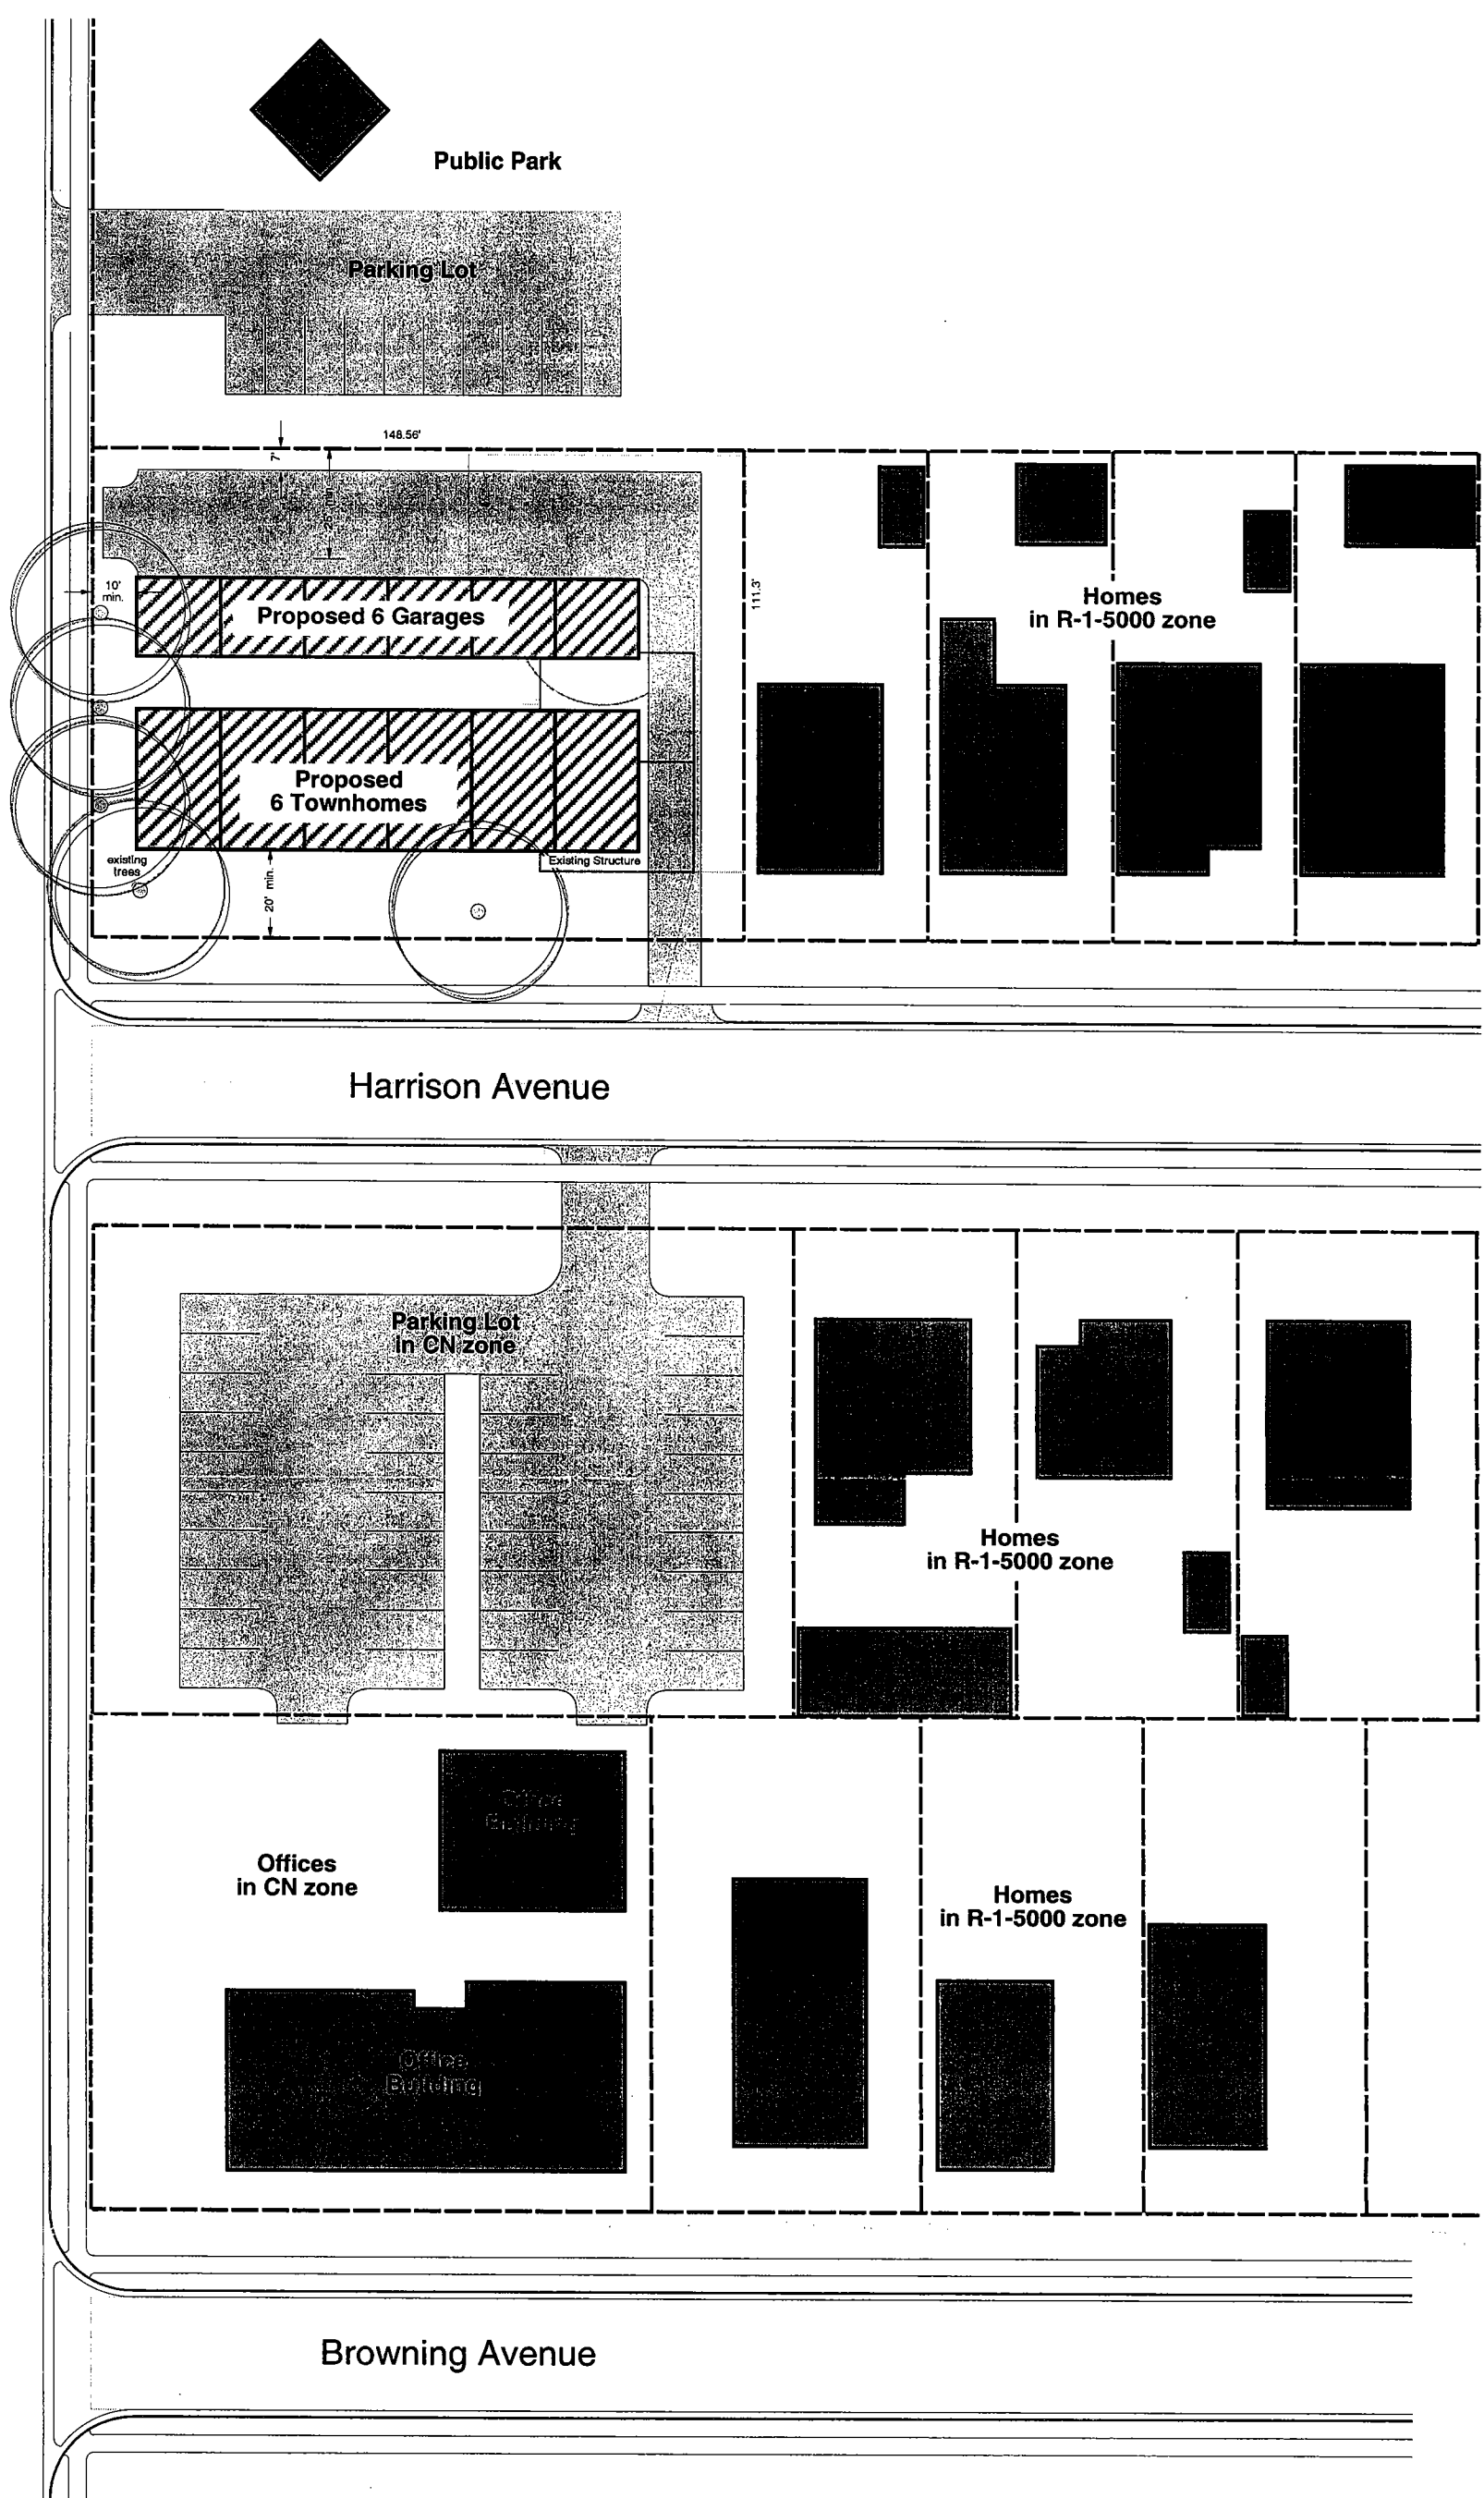 Public Park
Parking Lot
148.56'
7'
10'
min.
111.3'
Proposed 6 Garages
Homes
in R-1-5000 zone
Proposed
6 Townhomes
existing
trees
Existing Structure
20' min.
Harrison Avenue
Parking Lot
in CN zone
Homes
in R-1-5000 zone
Office
Building
Offices
in CN zone
Homes
in R-1-5000 zone
Office
Building
Browning Avenue